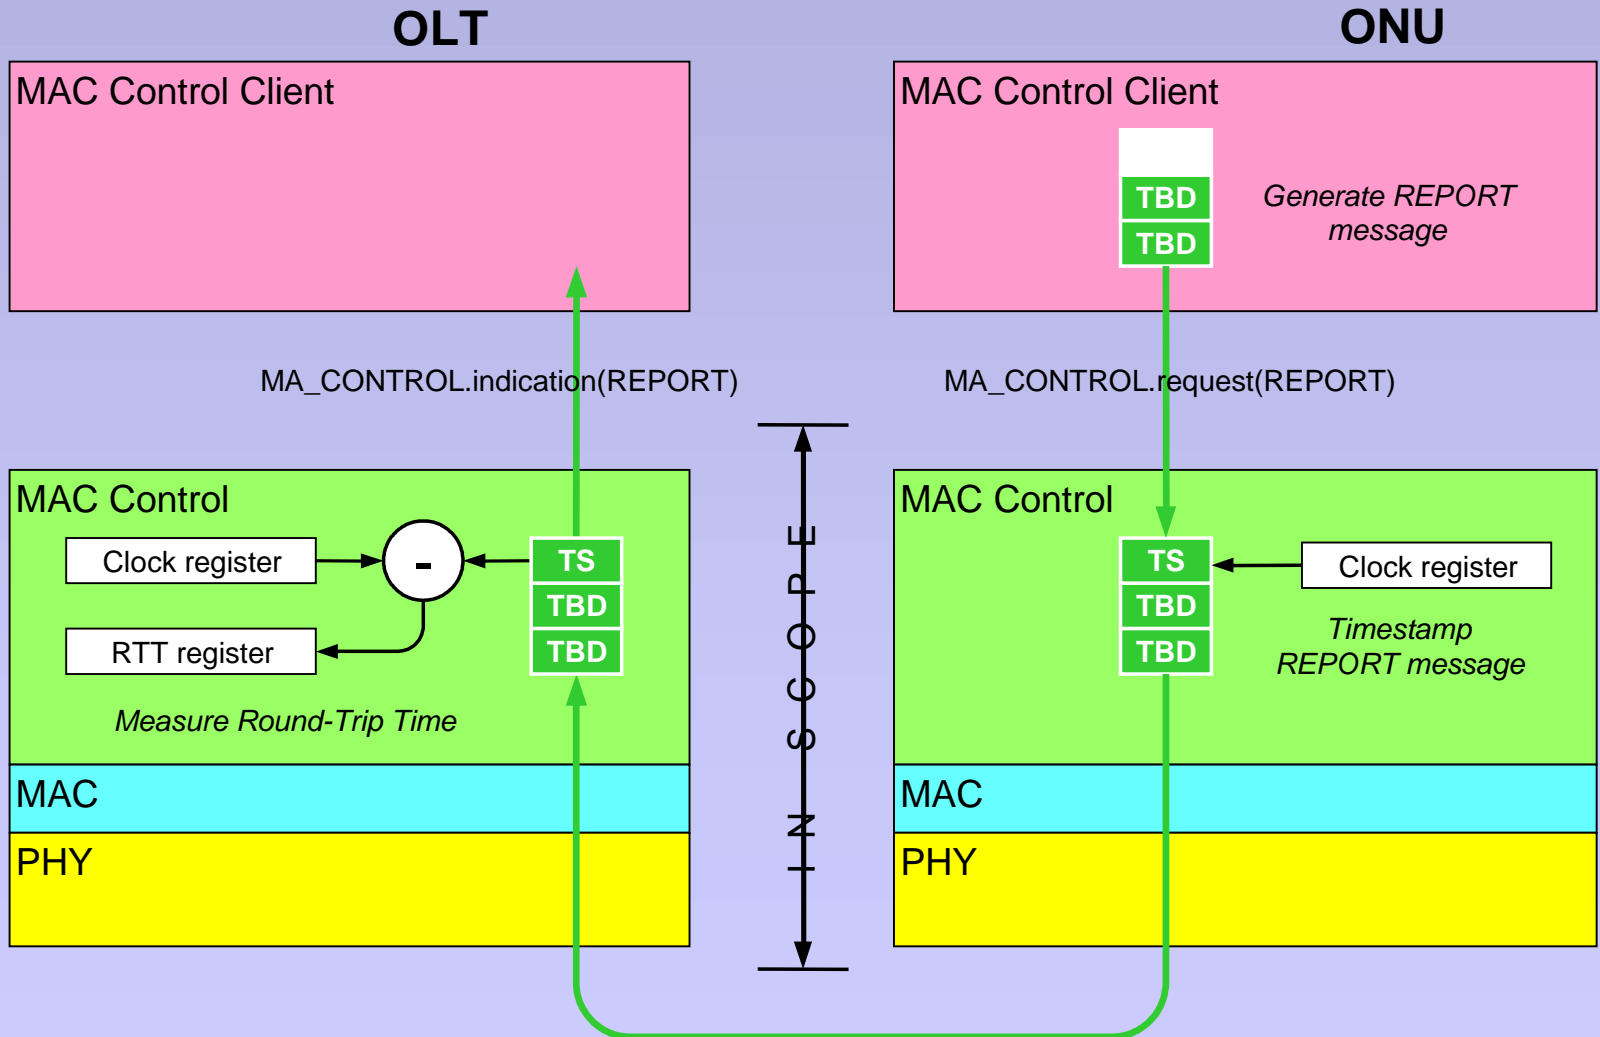 OLT
MAC Control Client
MA_CONTROL.indication(REPORT)
MAC Control
Clock register
-
TS
TBD
TBD
RTT register
Measure Round-Trip Time
MAC
PHY
IN SCOPE
ONU
MAC Control Client
TBD
TBD
Generate REPORT
message
MA_CONTROL.request(REPORT)
MAC Control
TS
TBD
TBD
Clock register
Timestamp
REPORT message
MAC
PHY